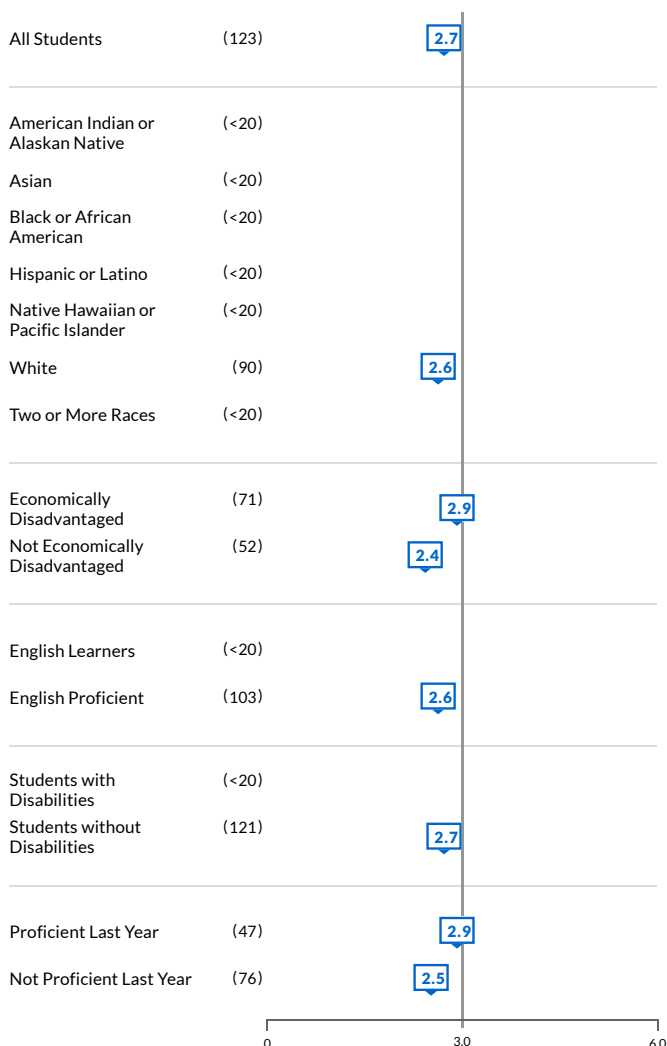 All Students (123) 2.7
American Indian or (<20)
Alaskan Native
Asian (<20)
Black or African (<20)
American
Hispanic or Latino (<20)
Native Hawaiian or (<20)
Pacific Islander
White (90) 2.6
Two or More Races (<20)
Economically (71) 2.9
Disadvantaged
Not Economically (52) 2.4
Disadvantaged
English Learners (<20)
English Proficient (103) 2.6
Students with (<20)
Disabilities
Students without (121) 2.7
Disabilities
Proficient Last Year (47) 2.9
Not Proficient Last Year (76) 2.5
0 3.0 6.0